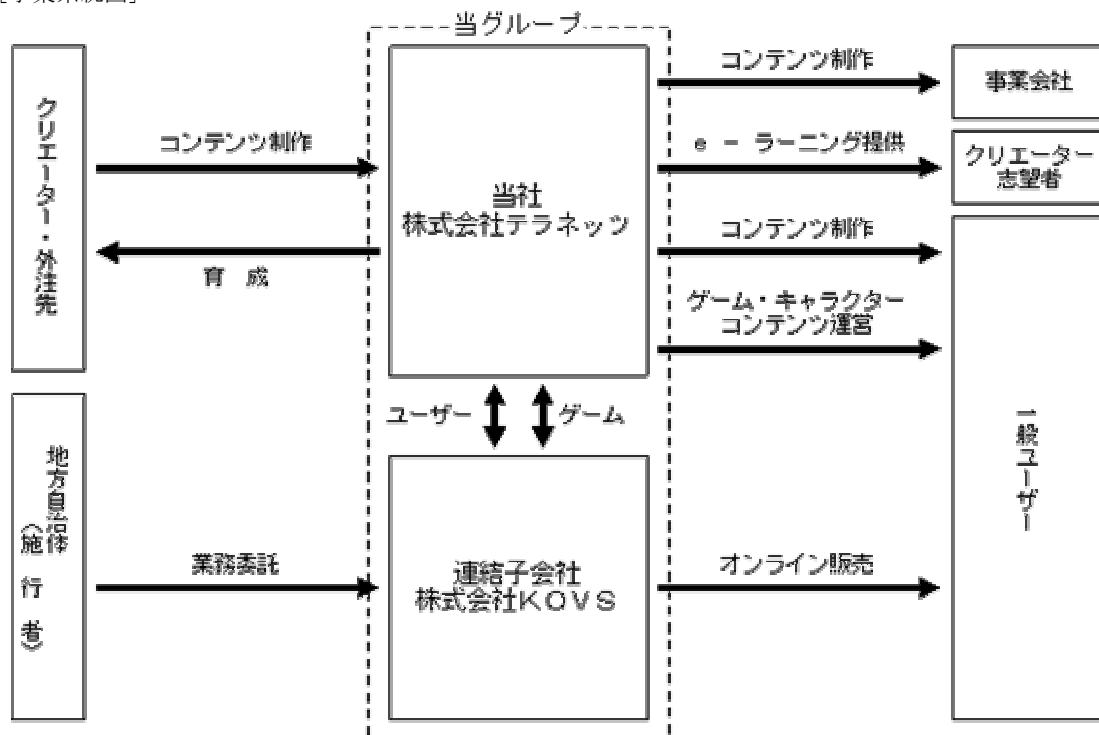 [事業系統図]
当グループ
クリエーター・外注先
コンテンツ制作
育 成
地方自治体
(施 行 者)
業務委託
当社
株式会社テラネッツ
ユーザー
ゲーム
連結子会社
株式会社KOVS
コンテンツ制作
e - ラーニング提供
コンテンツ制作
ゲーム・キャラクター
コンテンツ運営
オンライン販売
事業会社
クリエーター
志望者
一般ユーザー